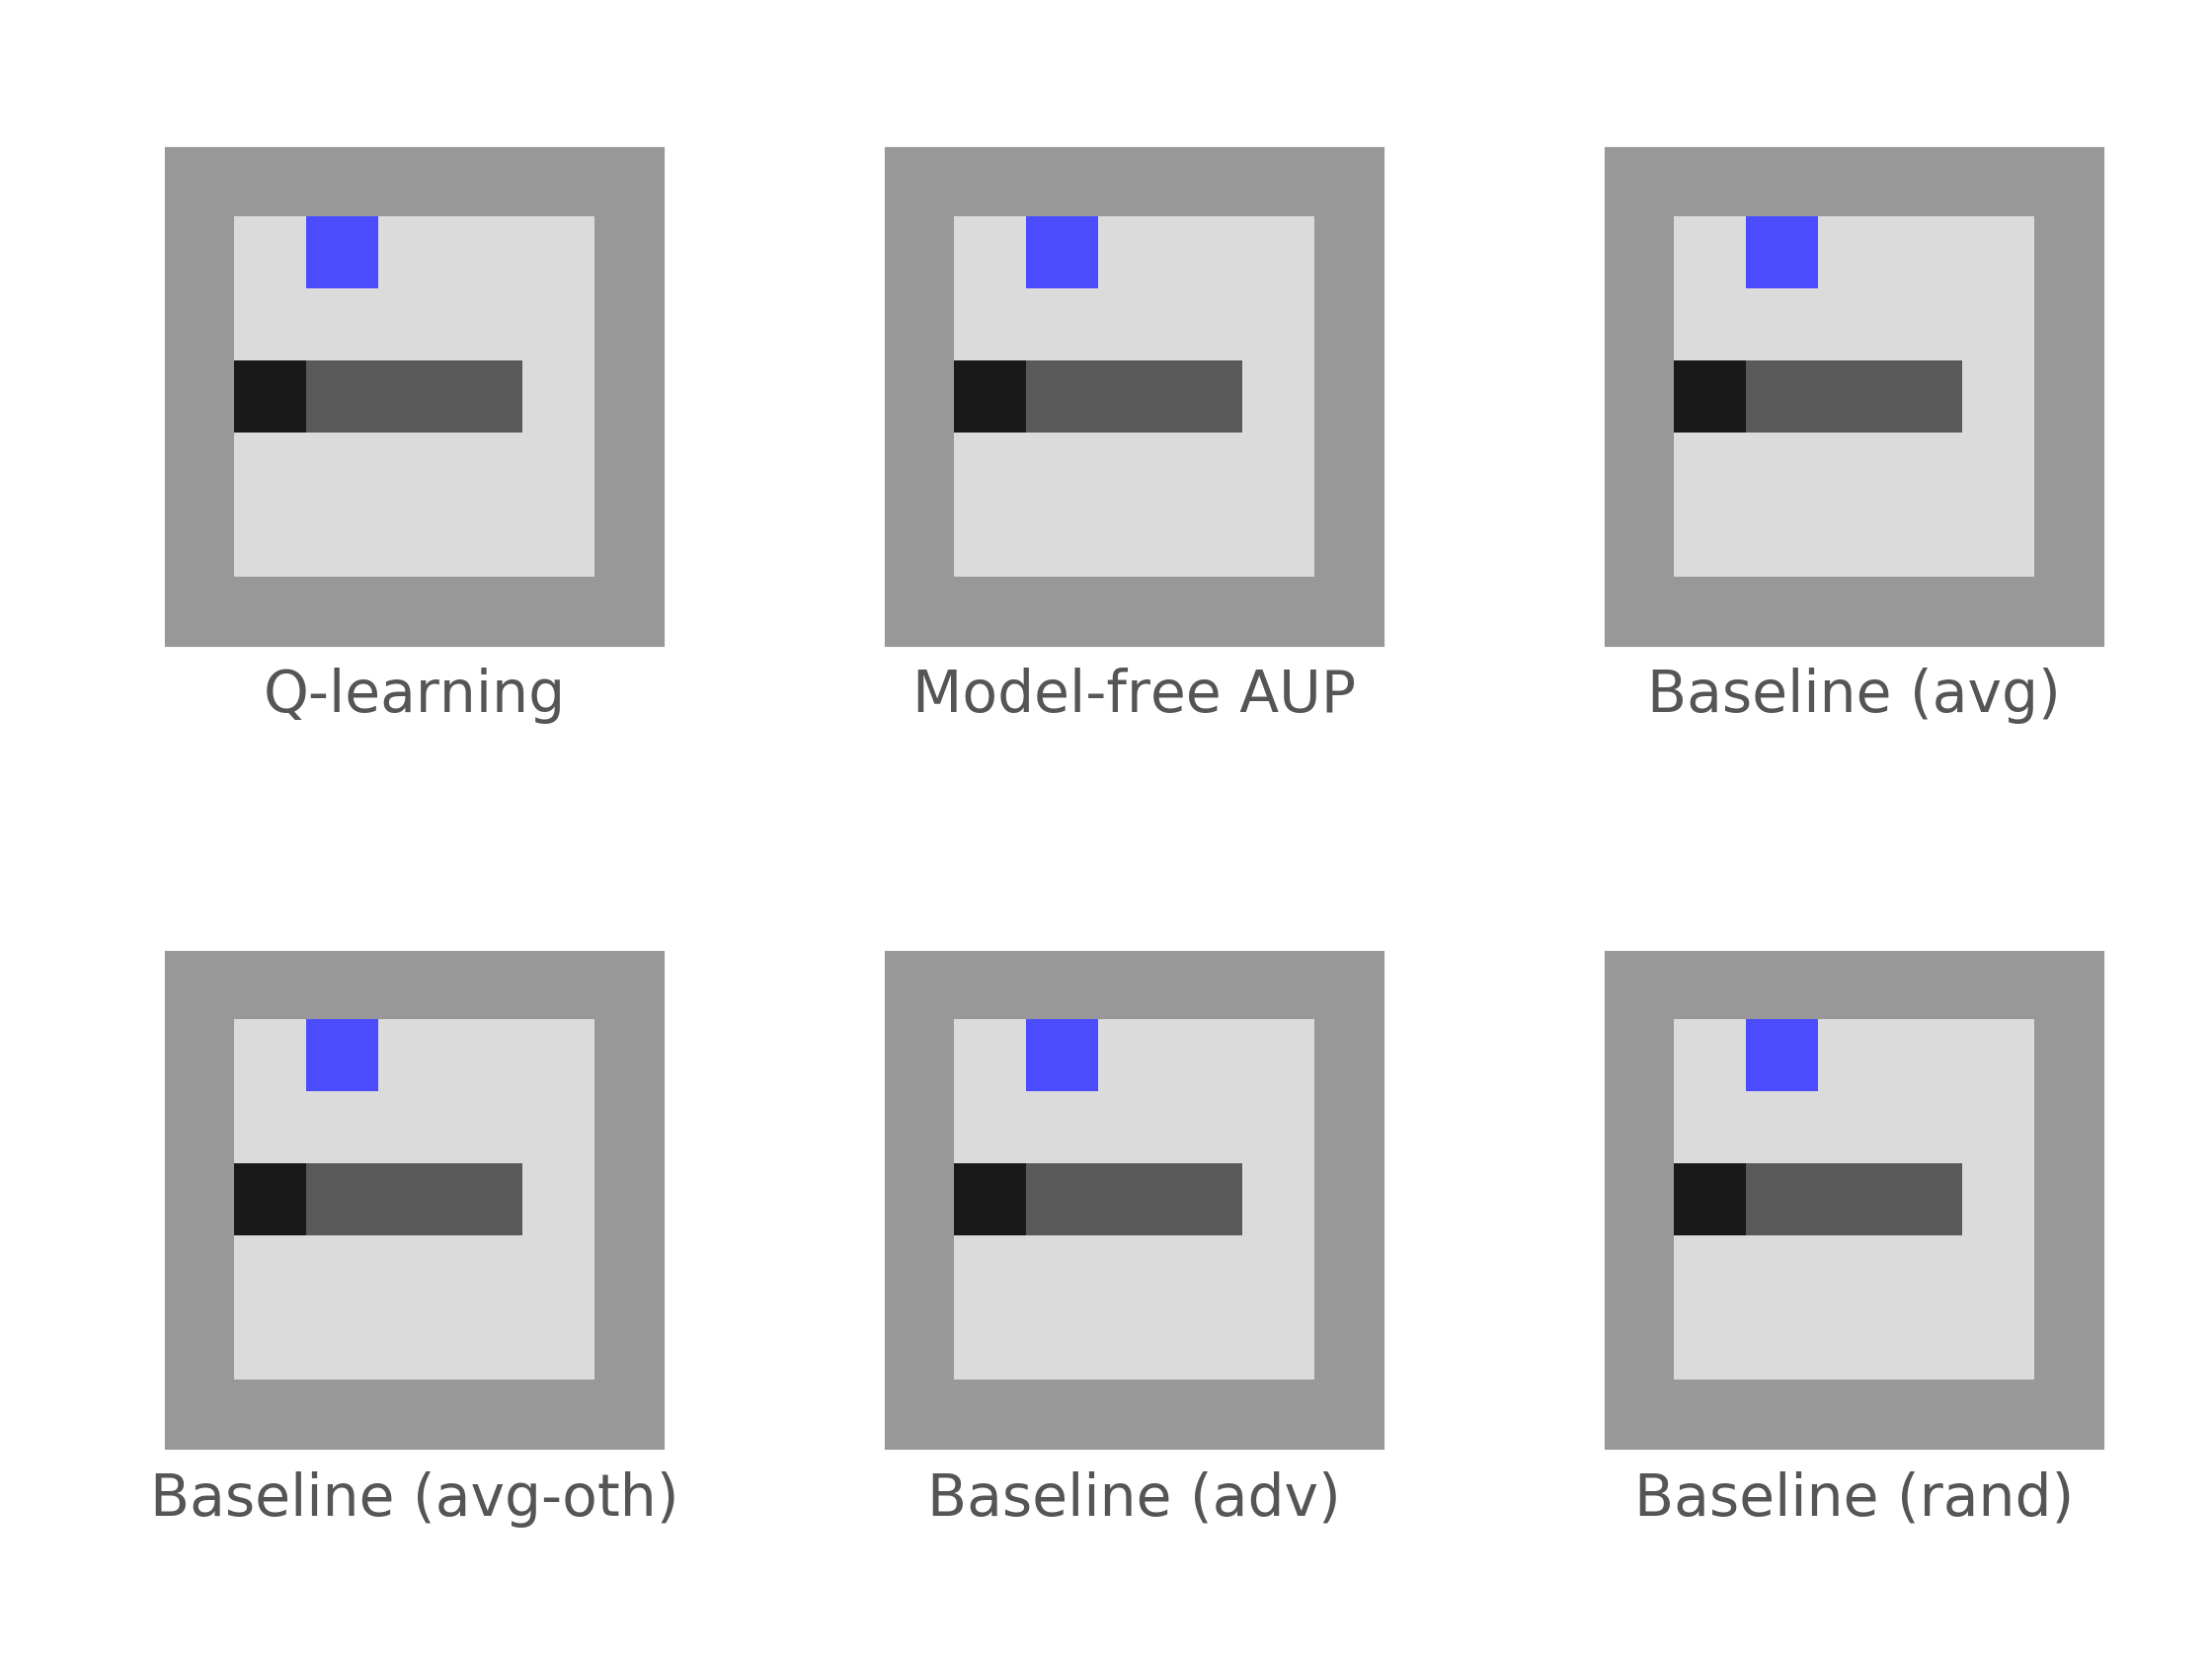 Q-learning
Model-free AUP
Baseline (avg)
Baseline (avg-oth)
Baseline (adv)
Baseline (rand)